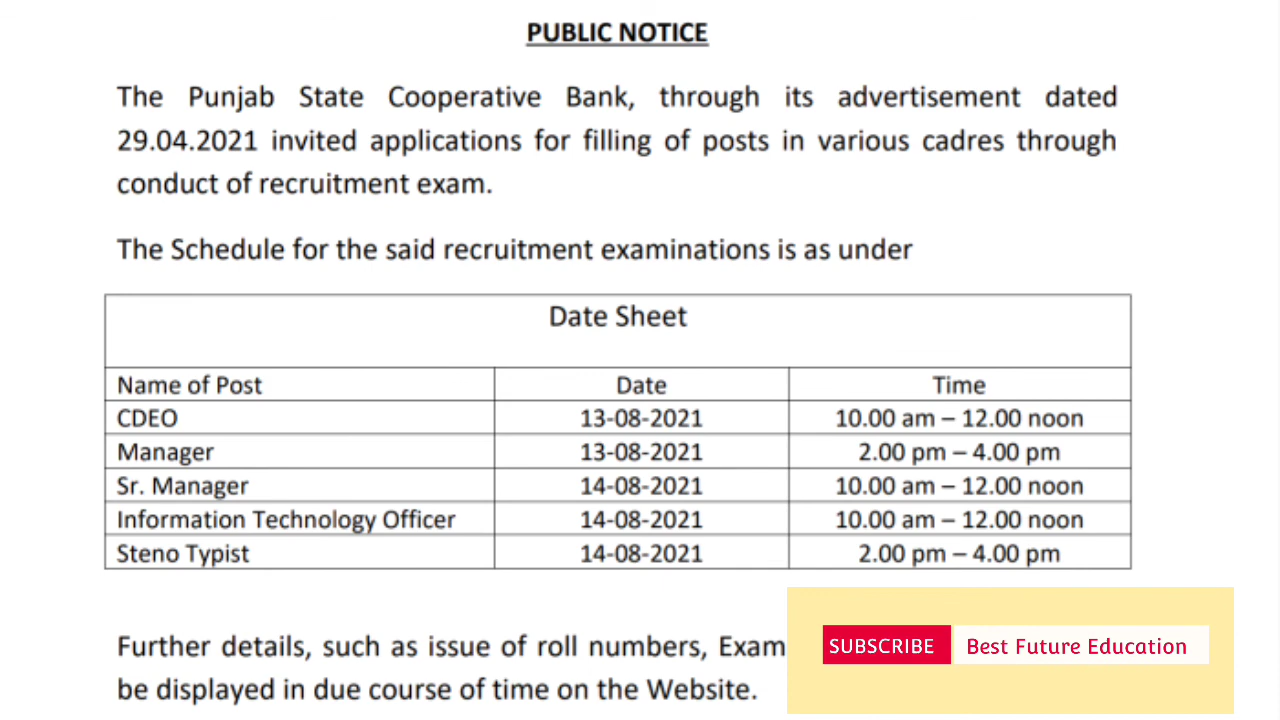 PUBLIC NOTICE
The Punjab State Cooperative Bank, through its advertisement dated
29.04.2021 invited applications for filling of posts in various cadres through
conduct of recruitment exam.
The Schedule for the said recruitment examinations is as under
Date Sheet
Name of Post Date Time
CDEO 13-08-2021 10.00 am – 12.00 noon
Manager 13-08-2021 2.00 pm – 4.00 pm
Sr. Manager 14-08-2021 10.00 am – 12.00 noon
Information Technology Officer 14-08-2021 10.00 am – 12.00 noon
Steno Typist 14-08-2021 2.00 pm – 4.00 pm
Further details, such as issue of roll numbers, Exam
be displayed in due course of time on the Website.
SUBSCRIBE Best Future Education